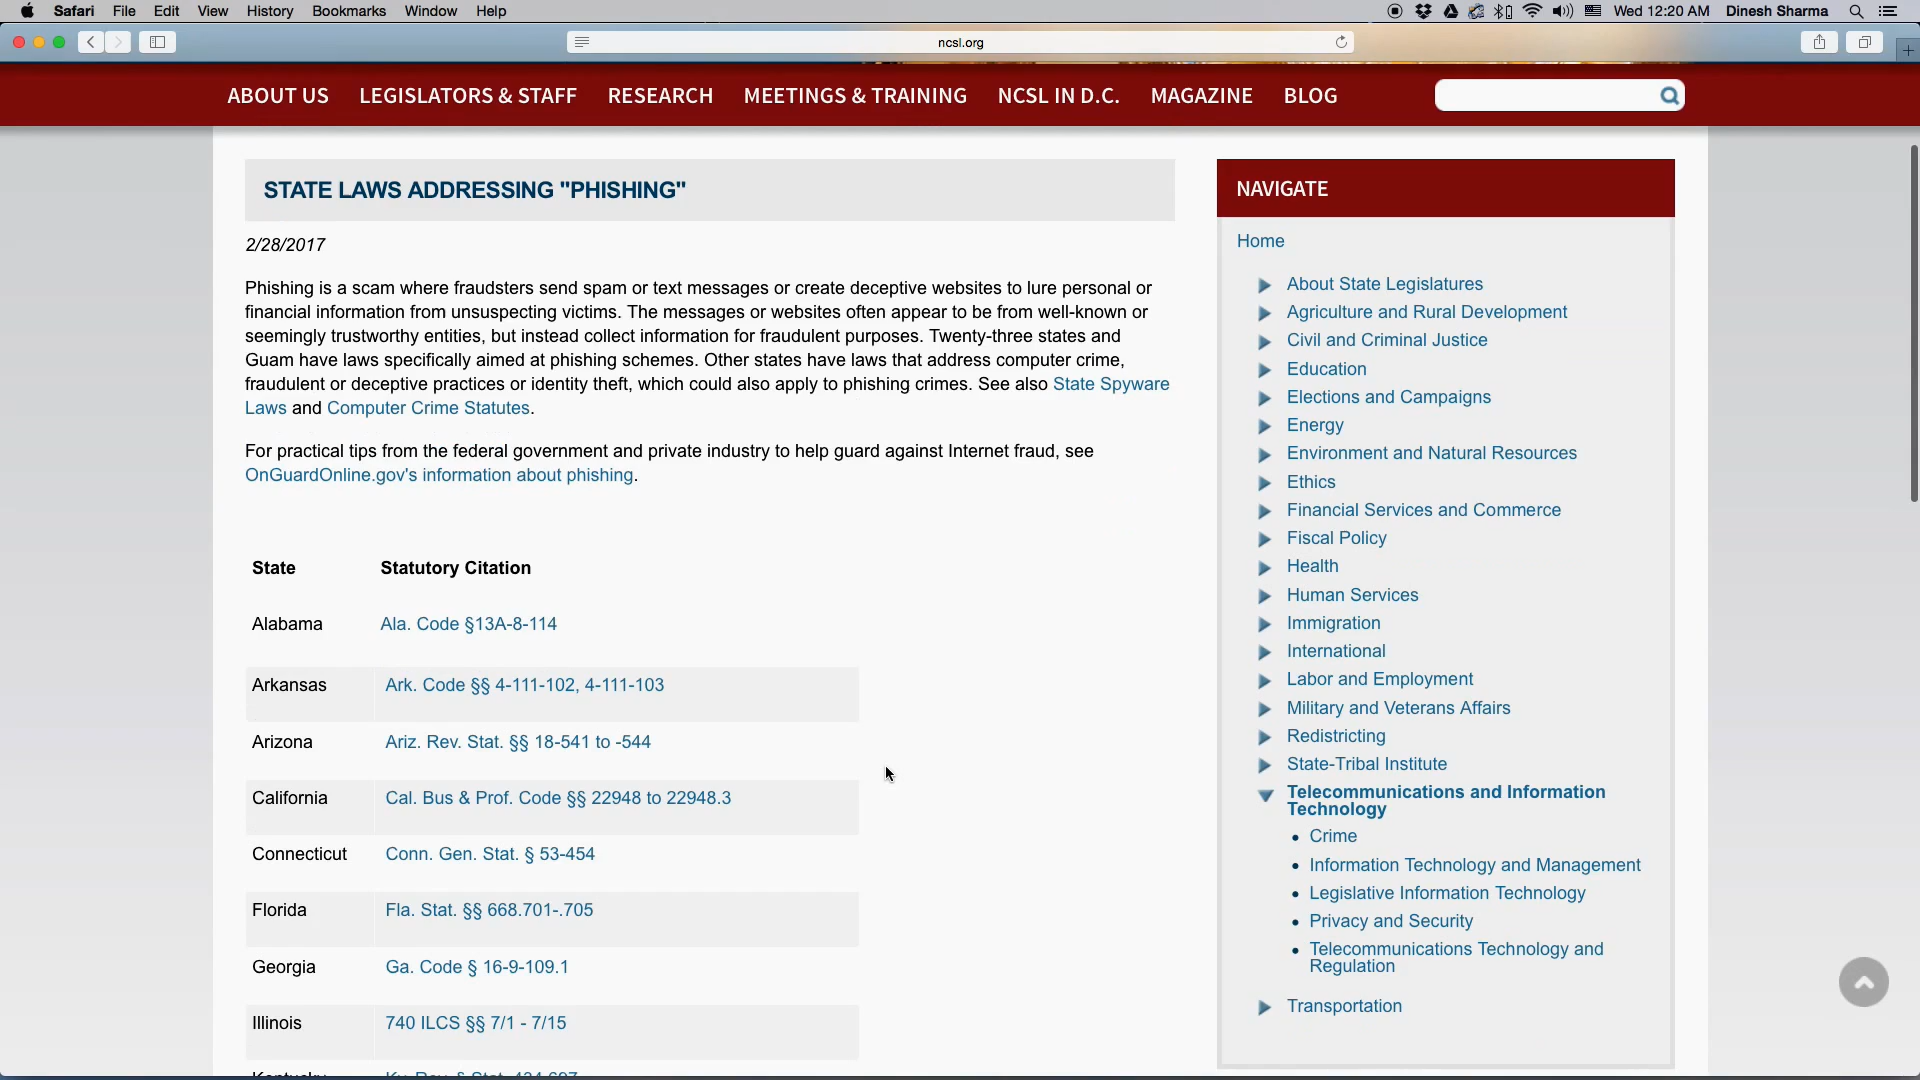 Safari File Edit View History Bookmarks Window Help Wed 12:20 AM Dinesh Sharma
ncsl.org
ABOUT US LEGISLATORS & STAFF RESEARCH MEETINGS & TRAINING NCSL IN D.C. MAGAZINE BLOG
STATE LAWS ADDRESSING "PHISHING"
2/28/2017
Phishing is a scam where fraudsters send spam or text messages or create deceptive websites to lure personal or
financial information from unsuspecting victims. The messages or websites often appear to be from well-known or
seemingly trustworthy entities, but instead collect information for fraudulent purposes. Twenty-three states and
Guam have laws specifically aimed at phishing schemes. Other states have laws that address computer crime,
fraudulent or deceptive practices or identity theft, which could also apply to phishing crimes. See also State Spyware
Laws and Computer Crime Statutes.
For practical tips from the federal government and private industry to help guard against Internet fraud, see
OnGuardOnline.gov's information about phishing.
State Statutory Citation
Alabama Ala. Code §13A-8-114
Arkansas Ark. Code §§ 4-111-102, 4-111-103
Arizona Ariz. Rev. Stat. §§ 18-541 to -544
California Cal. Bus & Prof. Code §§ 22948 to 22948.3
Connecticut Conn. Gen. Stat. § 53-454
Florida Fla. Stat. §§ 668.701-.705
Georgia Ga. Code § 16-9-109.1
Illinois 740 ILCS §§ 7/1 - 7/15
Kentucky Ky. Rev. & Stat. 434.697
NAVIGATE
Home
About State Legislatures
Agriculture and Rural Development
Civil and Criminal Justice
Education
Elections and Campaigns
Energy
Environment and Natural Resources
Ethics
Financial Services and Commerce
Fiscal Policy
Health
Human Services
Immigration
International
Labor and Employment
Military and Veterans Affairs
Redistricting
State-Tribal Institute
Telecommunications and Information
Technology
Crime
Information Technology and Management
Legislative Information Technology
Privacy and Security
Telecommunications Technology and
Regulation
Transportation